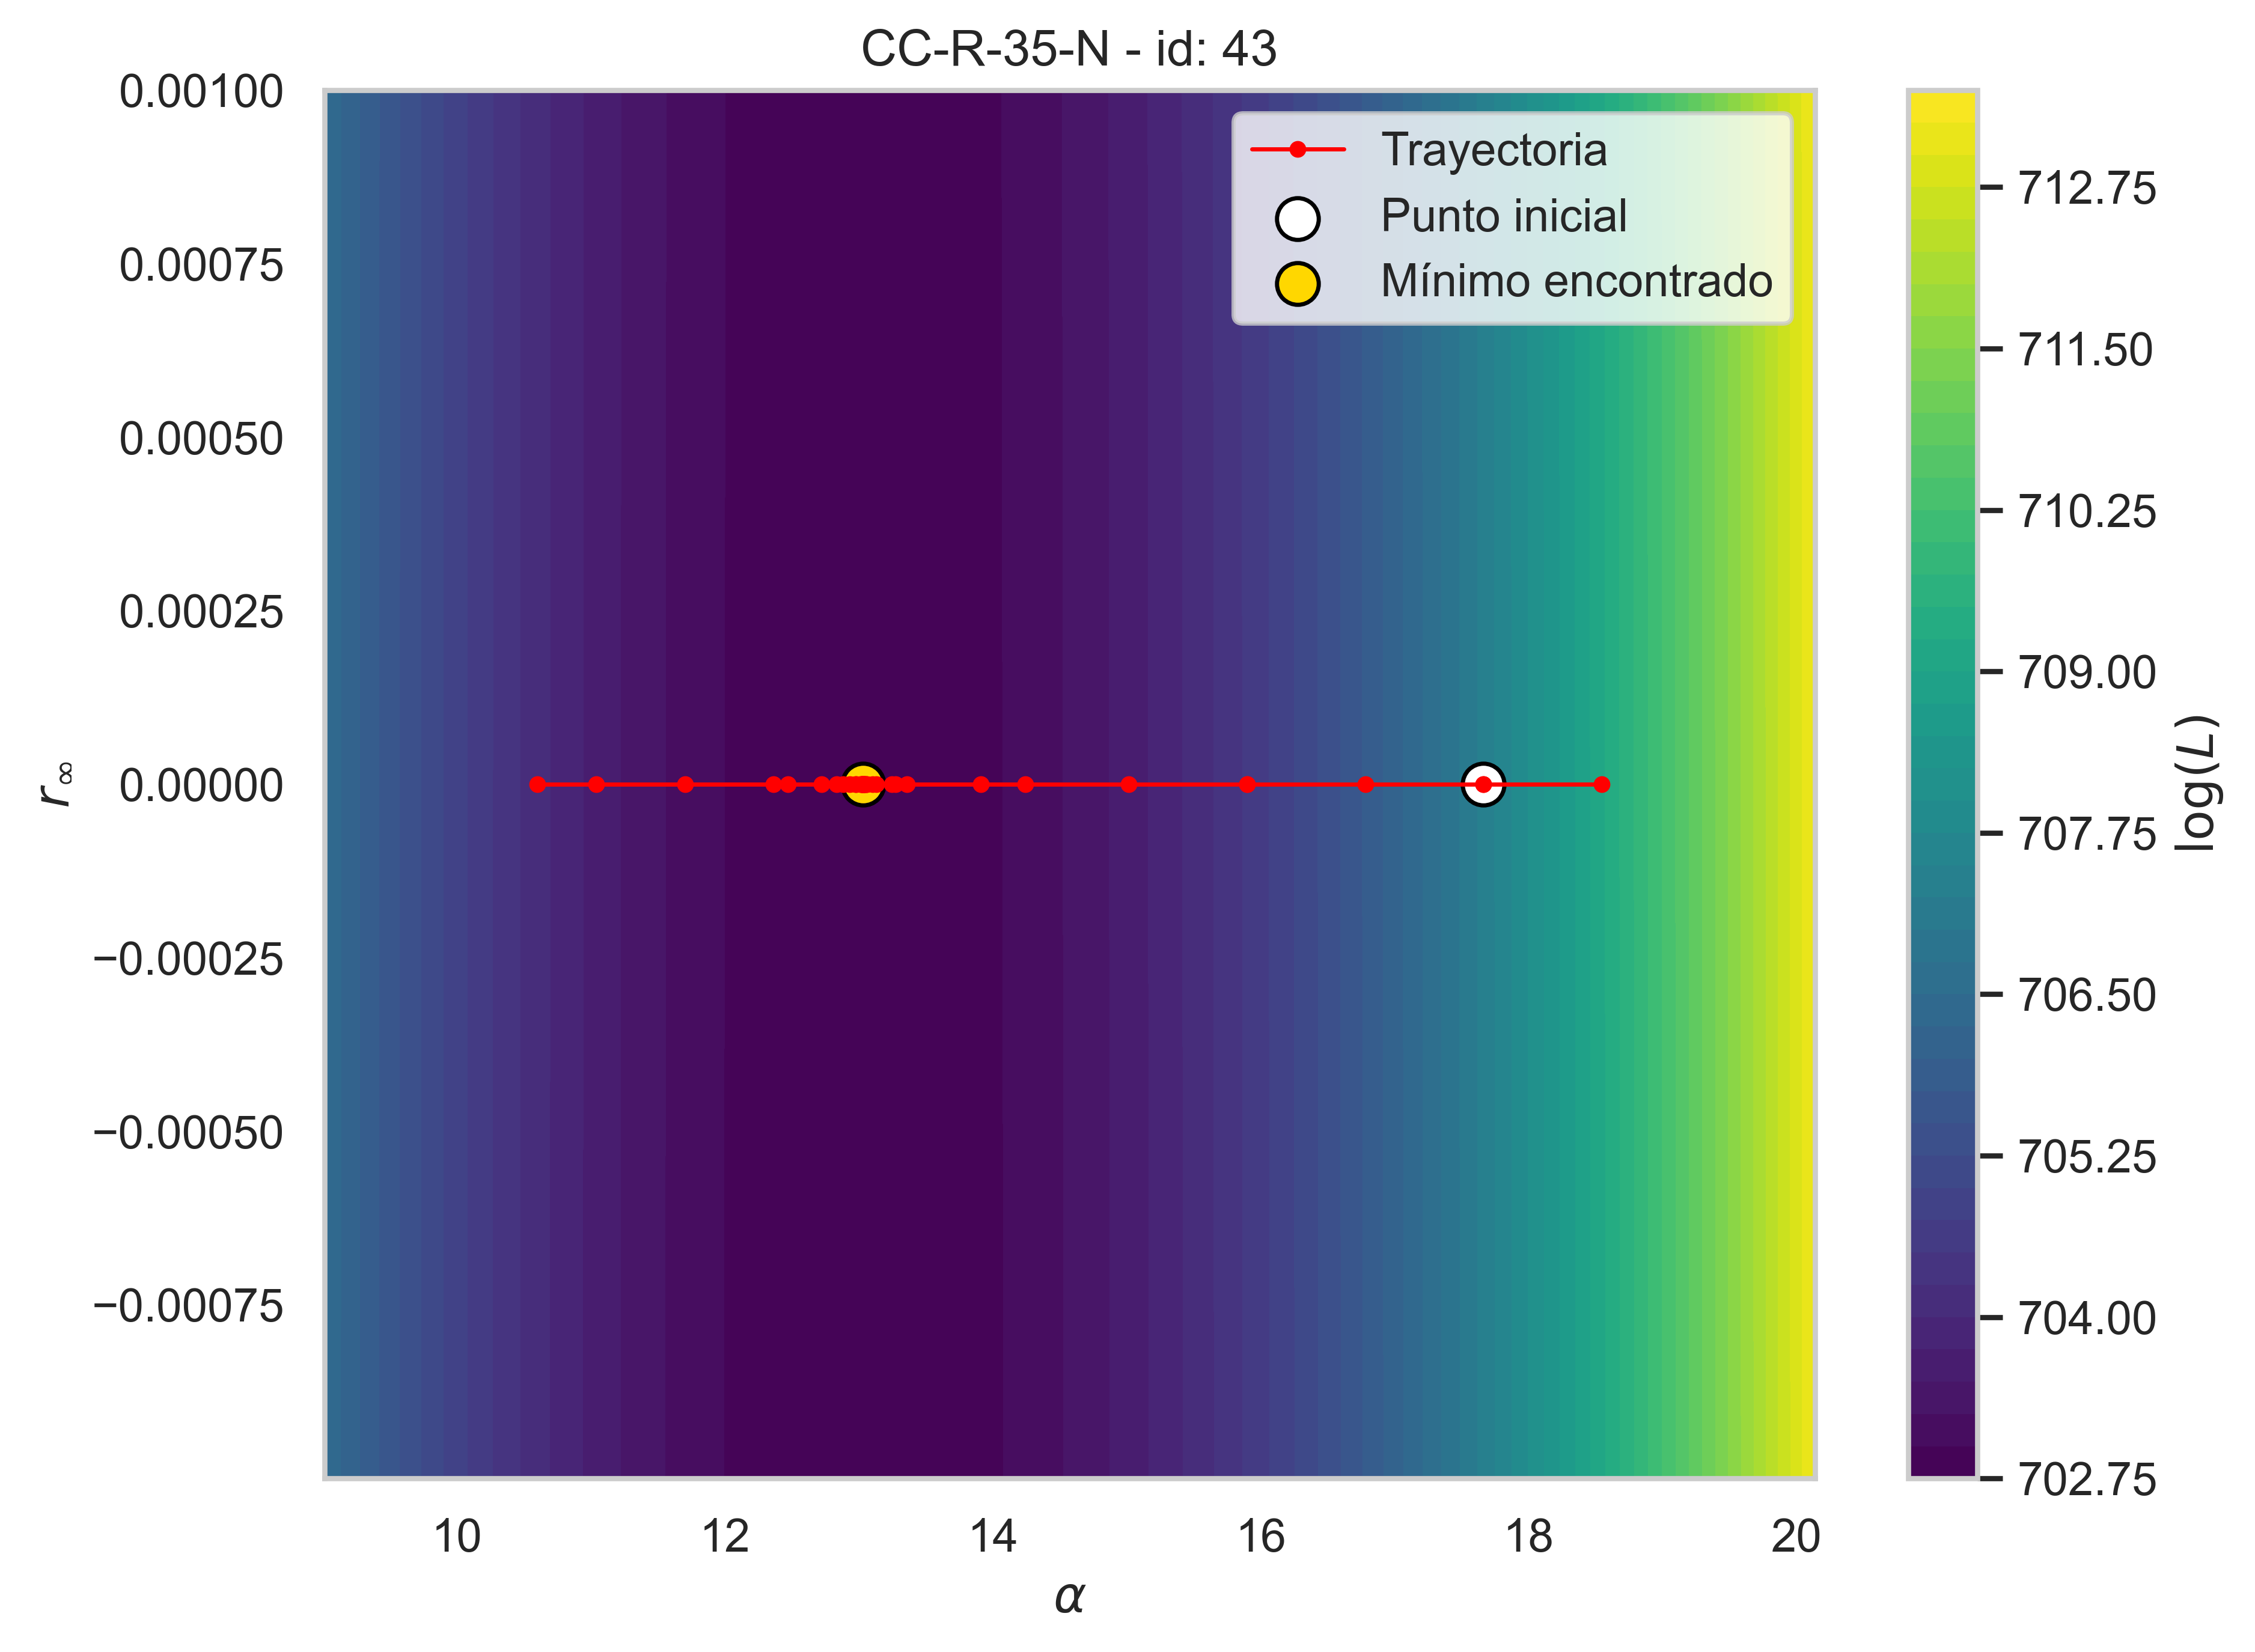 CC-R-35-N - id: 43
0.00100
0.00075
0.00050
0.00025
0.00000
−0.00025
−0.00050
−0.00075
r∞
Trayectoria
Punto inicial
Mínimo encontrado
10 12 14 16 18 20
α
712.75
711.50
710.25
709.00
707.75
706.50
705.25
704.00
702.75
log(L)